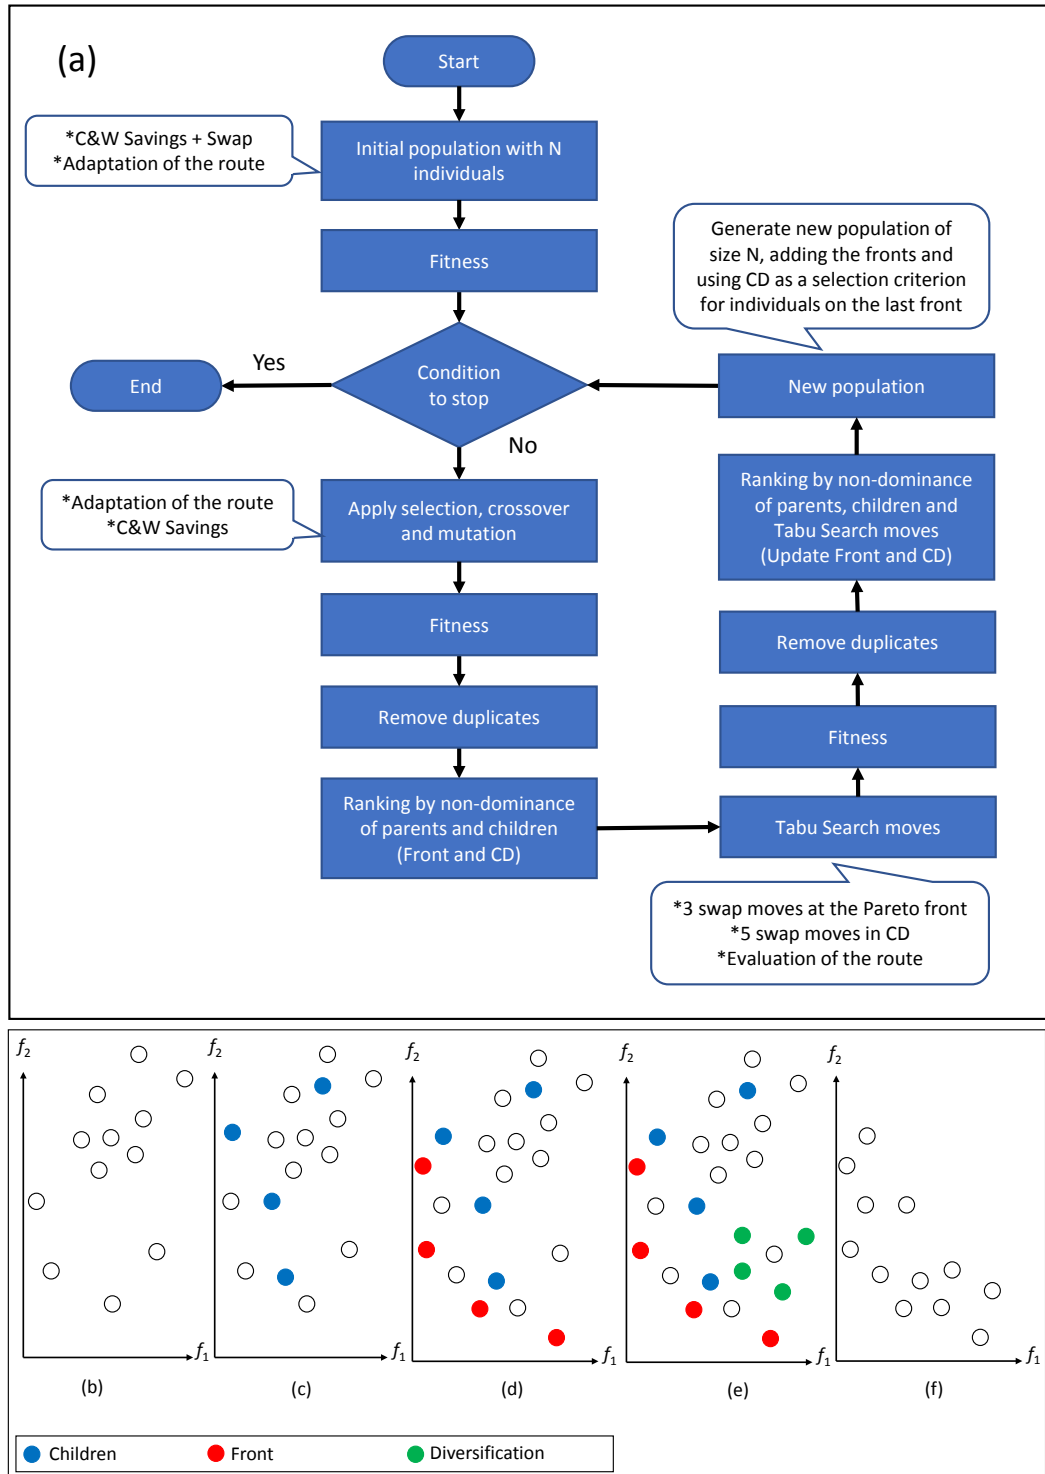 (a)
Start
*C&W Savings + Swap
*Adaptation of the route
Initial population with N
individuals
Generate new population of
size N, adding the fronts and
using CD as a selection criterion
for individuals on the last front
Fitness
Yes
End
Condition
to stop
New population
No
*Adaptation of the route
*C&W Savings
Apply selection, crossover
and mutation
Ranking by non-dominance
of parents, children and
Tabu Search moves
(Update Front and CD)
Fitness
Remove duplicates
Remove duplicates
Fitness
Ranking by non-dominance
of parents and children
(Front and CD)
Tabu Search moves
*3 swap moves at the Pareto front
*5 swap moves in CD
*Evaluation of the route
f2
f2
f2
f2
f2
f1
f1
f1
f1
f1
(b)
(c)
(d)
(e)
(f)
Children
Front
Diversification